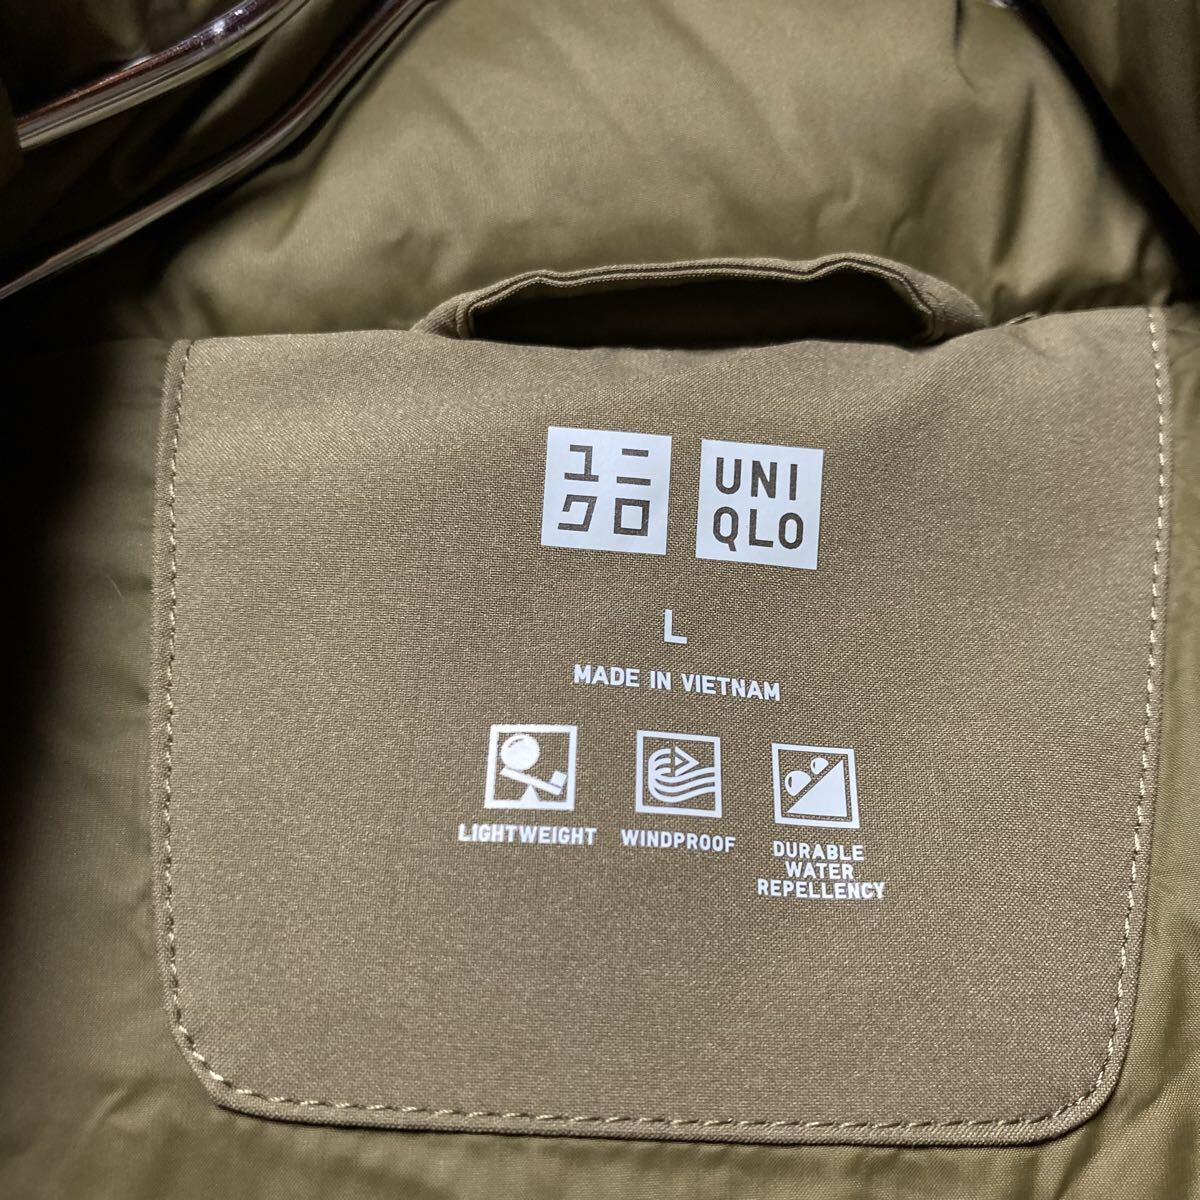 ユニ
クロ
UNI
QLO
L
MADE IN VIETNAM
LIGHTWEIGHT
WINDPROOF
DURABLE
WATER
REPELLENCY